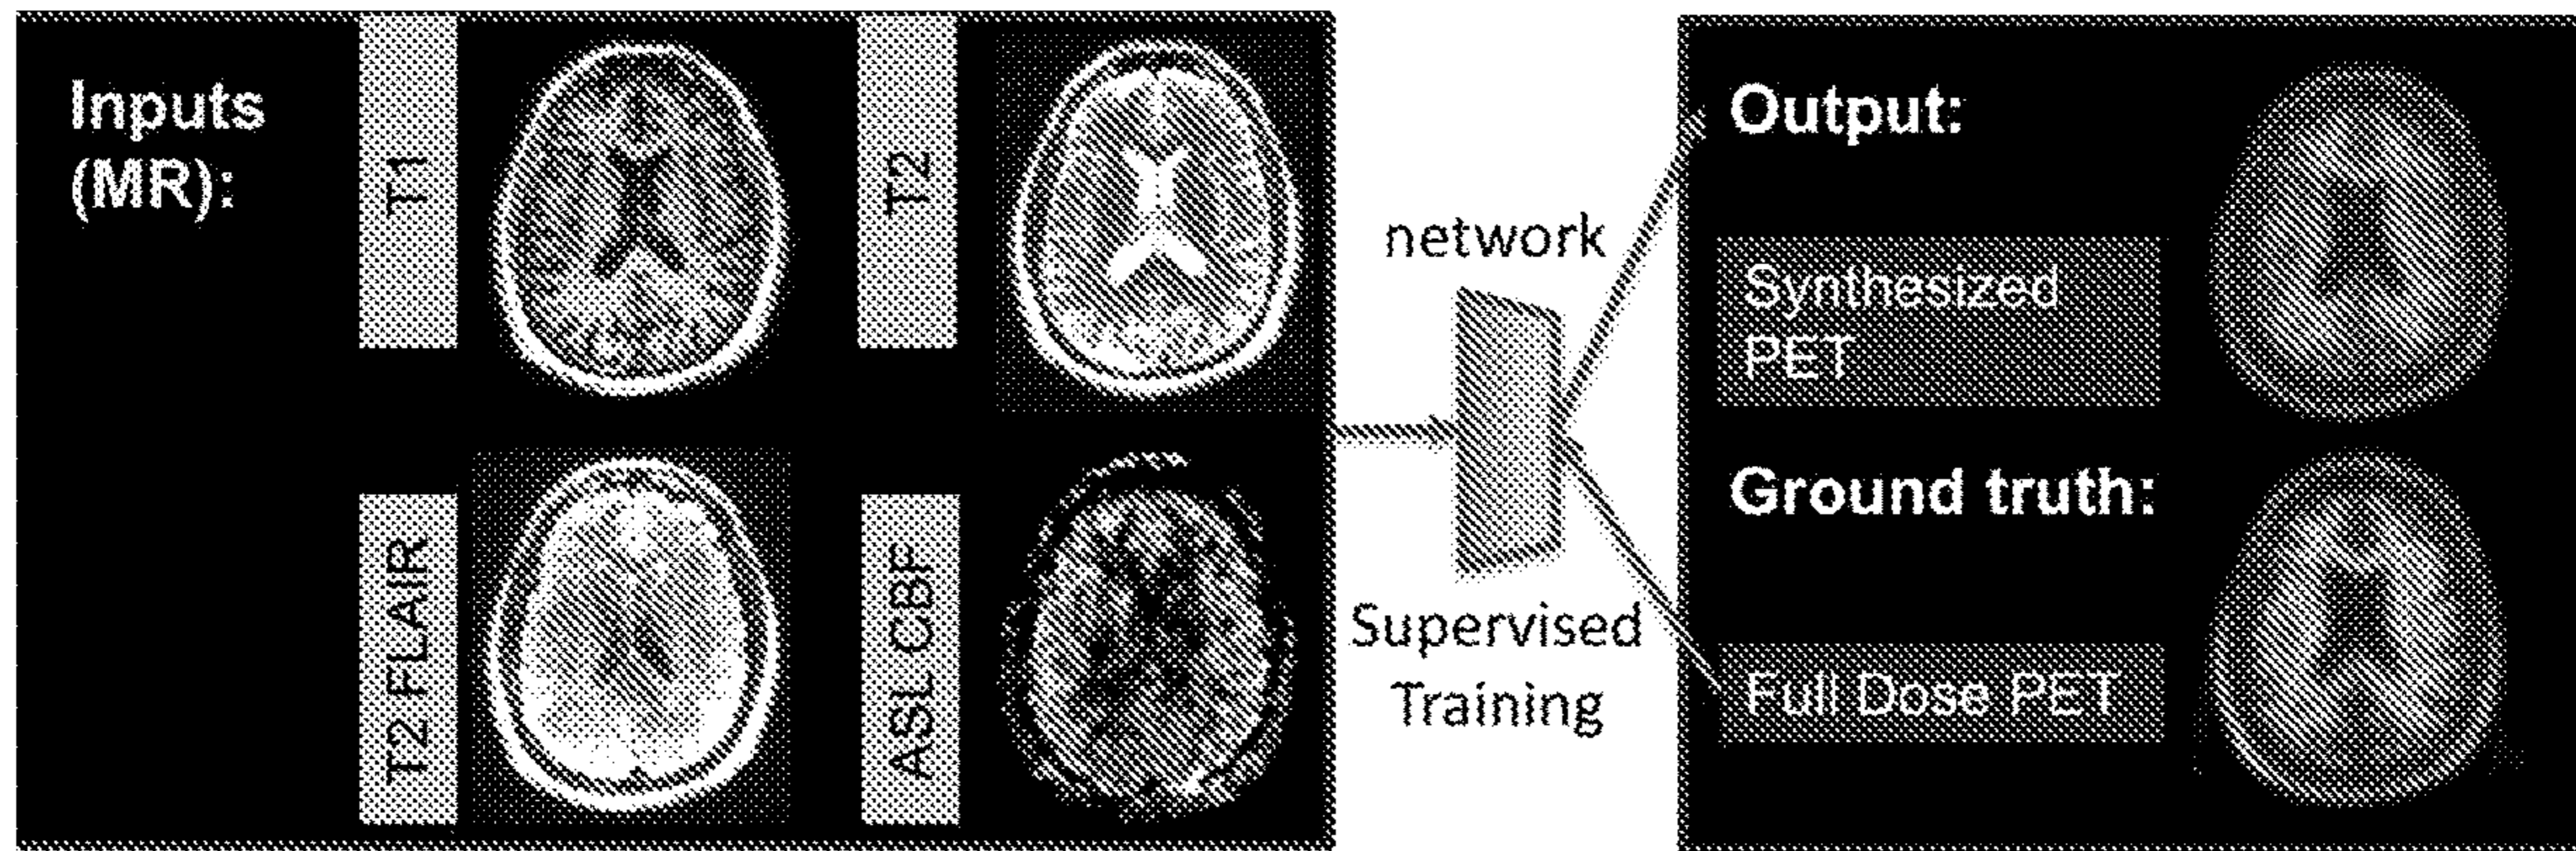 Inputs
(MR):
T1
T2
T2 FLAIR
ASL CBF
network
Supervised
Training
Output:
Synthesized
PET
Ground truth:
Full Dose PET